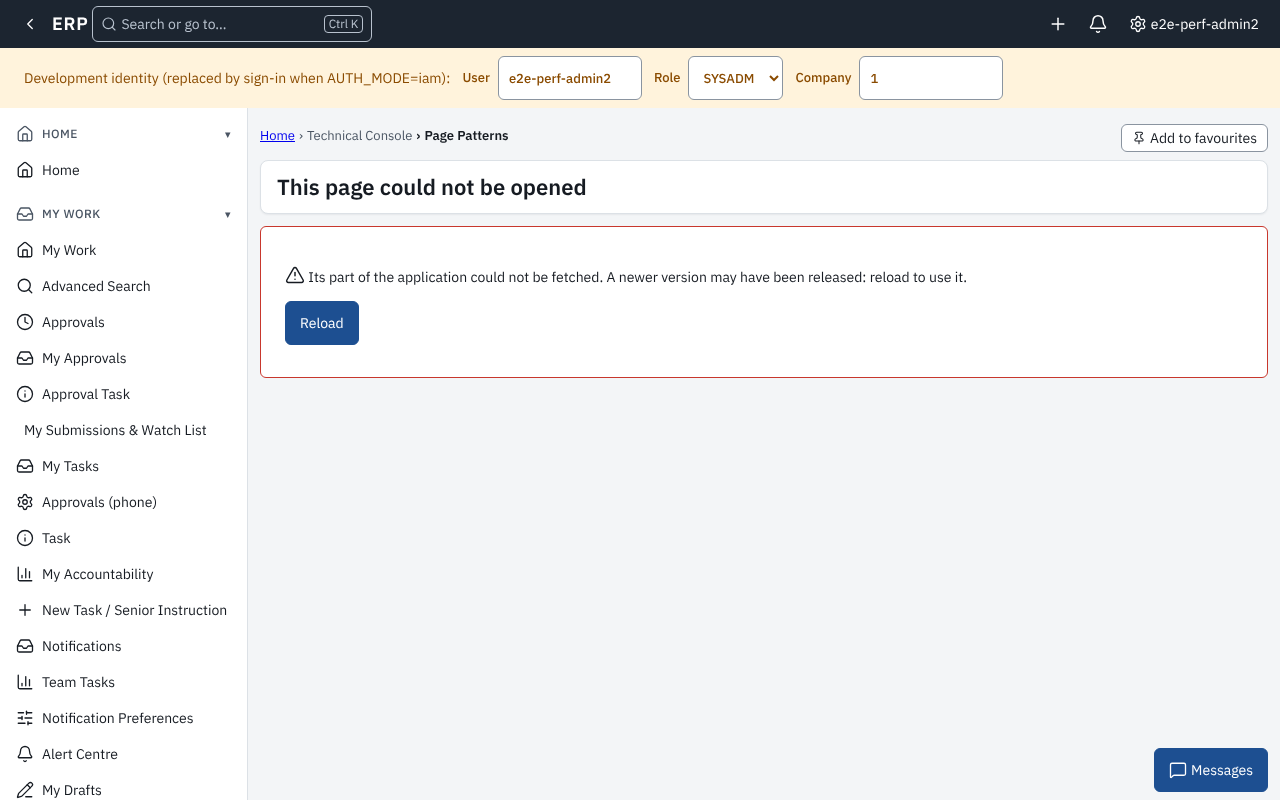 ERP
Search or go to… Ctrl K
e2e-perf-admin2
Development identity (replaced by sign-in when AUTH_MODE=iam): User e2e-perf-admin2 Role SYSADM Company 1
HOME
Home
MY WORK
My Work
Advanced Search
Approvals
My Approvals
Approval Task
My Submissions & Watch List
My Tasks
Approvals (phone)
Task
My Accountability
New Task / Senior Instruction
Notifications
Team Tasks
Notification Preferences
Alert Centre
My Drafts
Home › Technical Console › Page Patterns
Add to favourites
This page could not be opened
Its part of the application could not be fetched. A newer version may have been released: reload to use it.
Reload
Messages